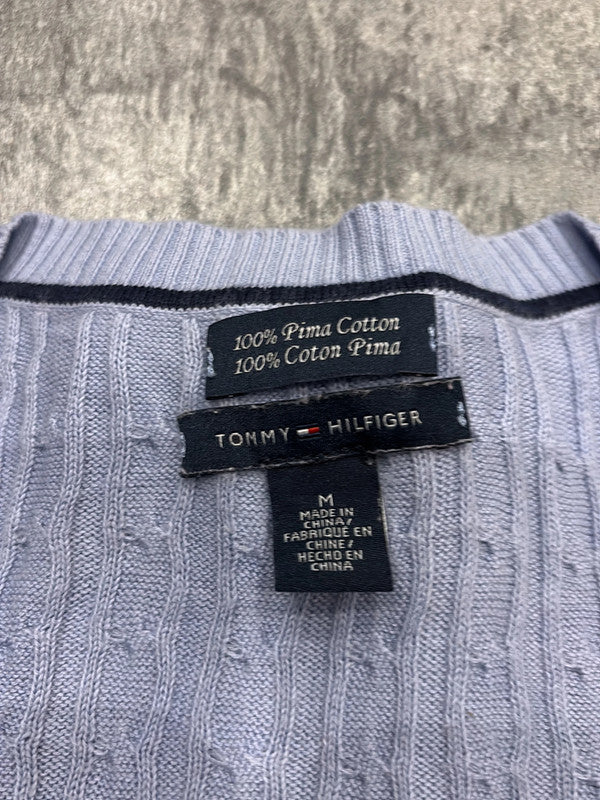 100% Pima Cotton
100% Coton Pima
TOMMY HILFIGER
M
MADE IN
CHINA/
FABRIQUÉ EN
CHINE/
HECHO EN
CHINA